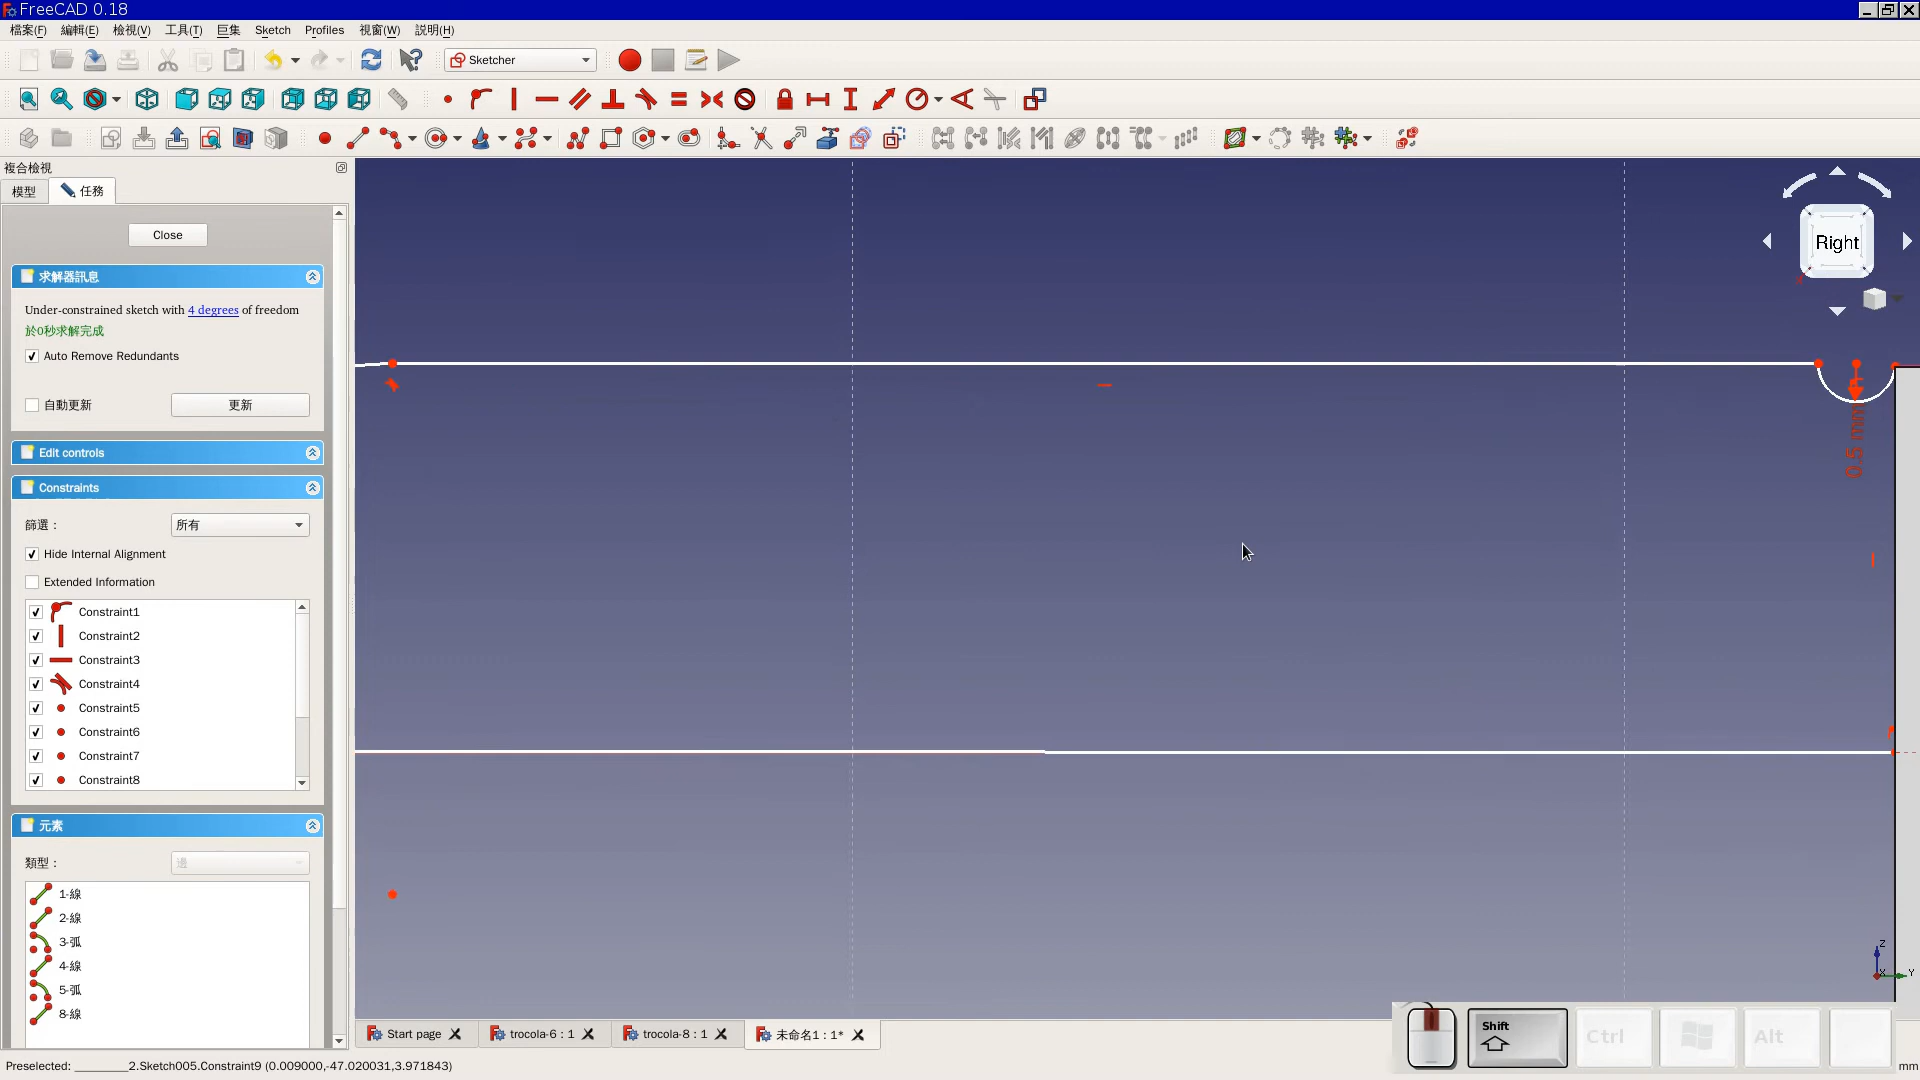 FreeCAD 0.18
檔案(F) 編輯(E) 檢視(V) 工具(T) 巨集 Sketch Profiles 視窗(W) 説明(H)
Sketcher
複合檢視
模型 任務
Close
求解器訊息
Under-constrained sketch with 4 degrees of freedom
於0秒求解完成
Auto Remove Redundants
自動更新 更新
Edit controls
Constraints
篩選： 所有
Hide Internal Alignment
Extended Information
Constraint1
Constraint2
Constraint3
Constraint4
Constraint5
Constraint6
Constraint7
Constraint8
元素
類型： 邊
1-線
2-線
3-弧
4-線
5-弧
8-線
Right
X
0.5 mm
Z
X Y
Start page trocola-6 : 1 trocola-8 : 1 未命名1 : 1*
Shift Ctrl Alt
Preselected: ________2.Sketch005.Constraint9 (0.009000,-47.020031,3.971843) mm